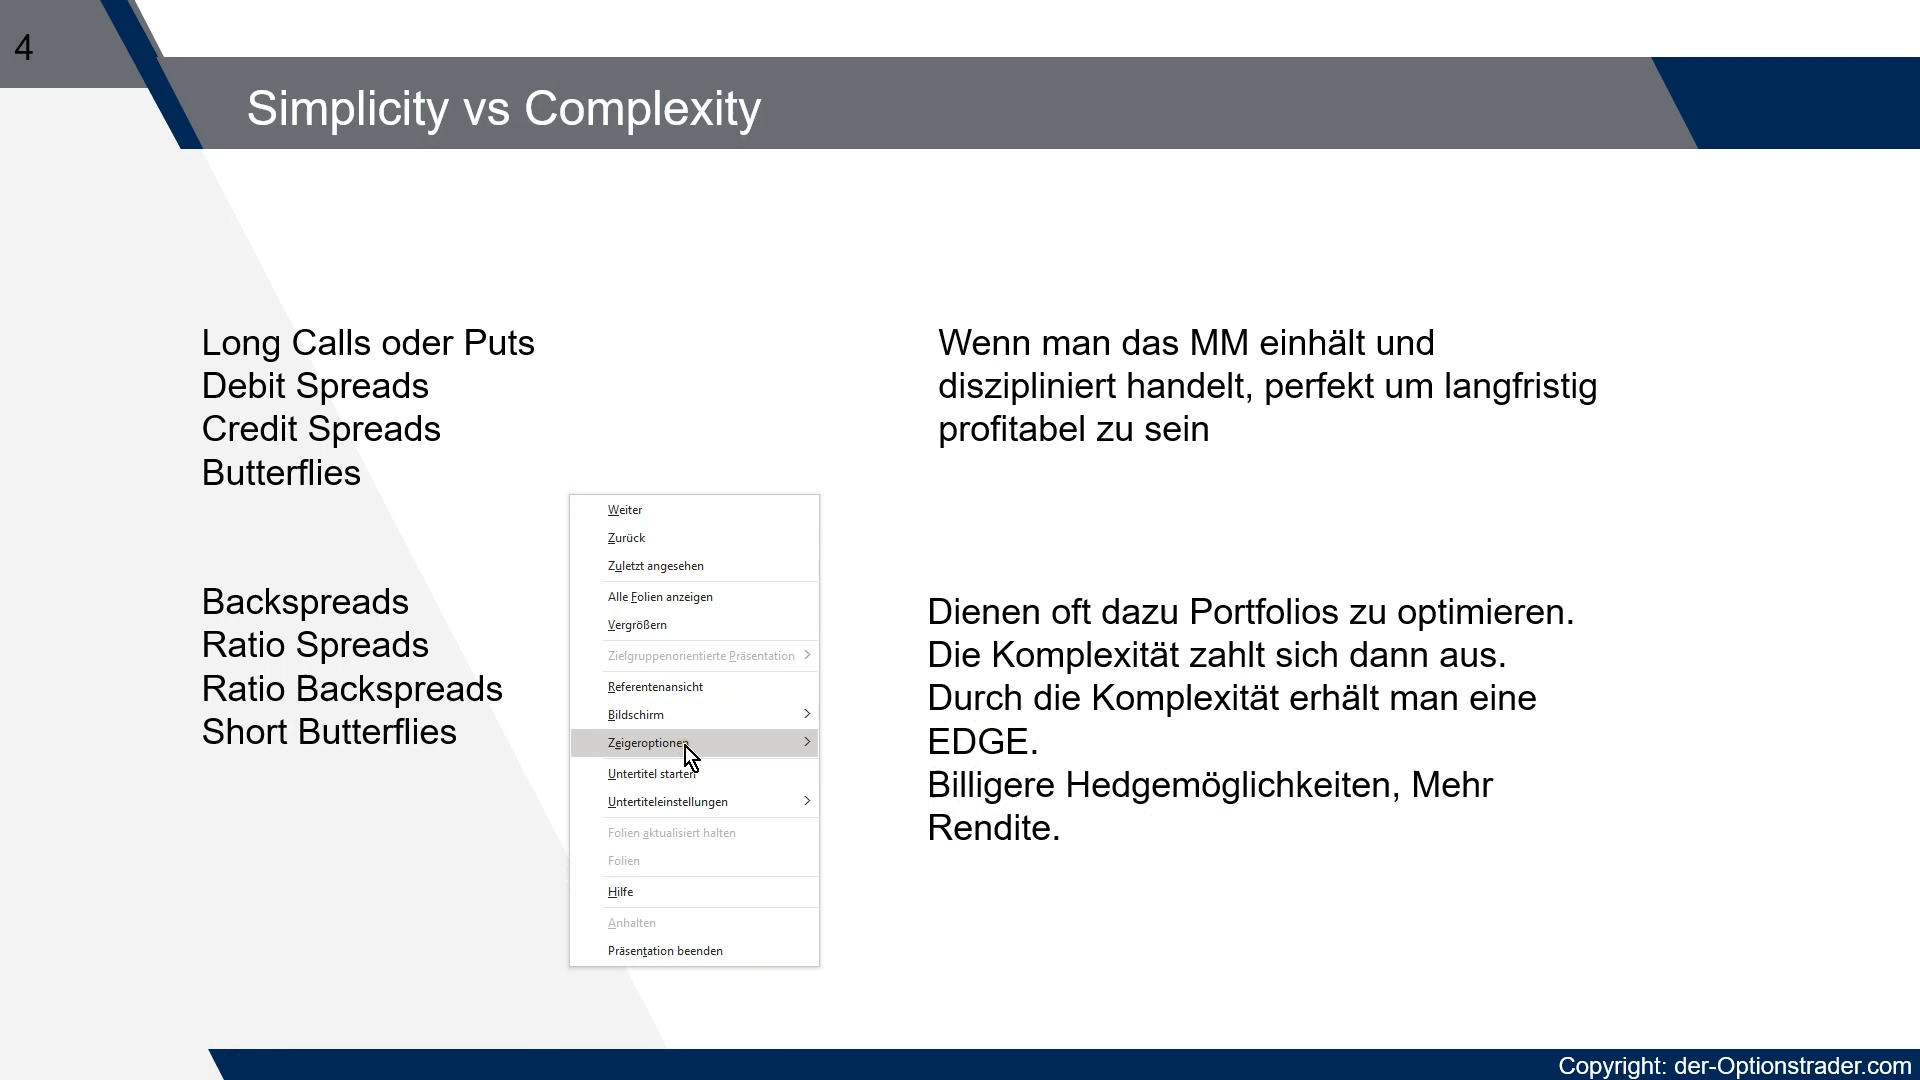 4
Simplicity vs Complexity
Long Calls oder Puts
Debit Spreads
Credit Spreads
Butterflies
Wenn man das MM einhält und
diszipliniert handelt, perfekt um langfristig
profitabel zu sein
Backspreads
Ratio Spreads
Ratio Backspreads
Short Butterflies
Weiter
Zurück
Zuletzt angesehen
Alle Folien anzeigen
Vergrößern
Zielgruppenorientierte Präsentation
Referentenansicht
Bildschirm
Zeigeroptionen
Untertitel starten
Untertiteleinstellungen
Folien aktualisiert halten
Folien
Hilfe
Anhalten
Präsentation beenden
Dienen oft dazu Portfolios zu optimieren.
Die Komplexität zahlt sich dann aus.
Durch die Komplexität erhält man eine
EDGE.
Billigere Hedgemöglichkeiten, Mehr
Rendite.
Copyright: der-Optionstrader.com